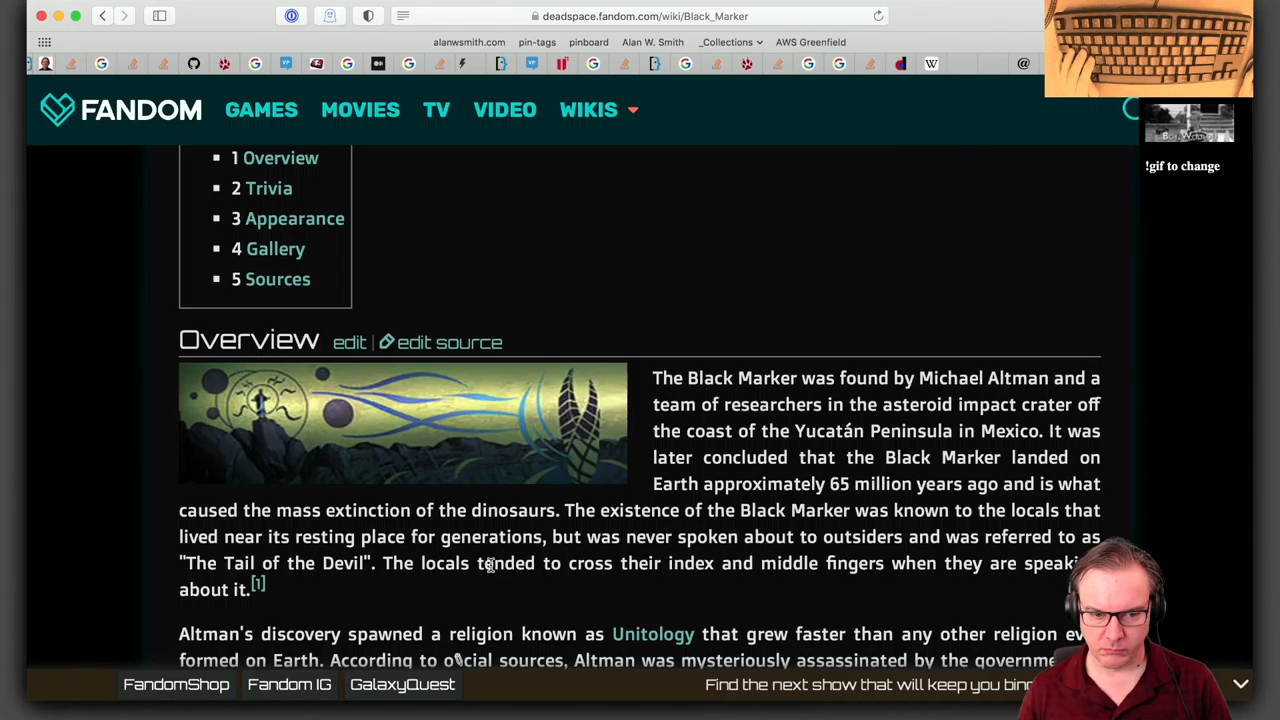 deadspace.fandom.com/wiki/Black_Marker
alanwsmith.com pin-tags pinboard Alan W. Smith _Collections AWS Greenfield
FANDOM GAMES MOVIES TV VIDEO WIKIS
!gif to change
1 Overview
2 Trivia
3 Appearance
4 Gallery
5 Sources
Overview edit | edit source
The Black Marker was found by Michael Altman and a
team of researchers in the asteroid impact crater off
the coast of the Yucatán Peninsula in Mexico. It was
later concluded that the Black Marker landed on
Earth approximately 65 million years ago and is what
caused the mass extinction of the dinosaurs. The existence of the Black Marker was known to the locals that
lived near its resting place for generations, but was never spoken about to outsiders and was referred to as
"The Tail of the Devil". The locals tended to cross their index and middle fingers when they are speaki
about it.[1]
Altman's discovery spawned a religion known as Unitology that grew faster than any other religion ev
formed on Earth. According to official sources, Altman was mysteriously assassinated by the governme
FandomShop Fandom IG GalaxyQuest Find the next show that will keep you bin